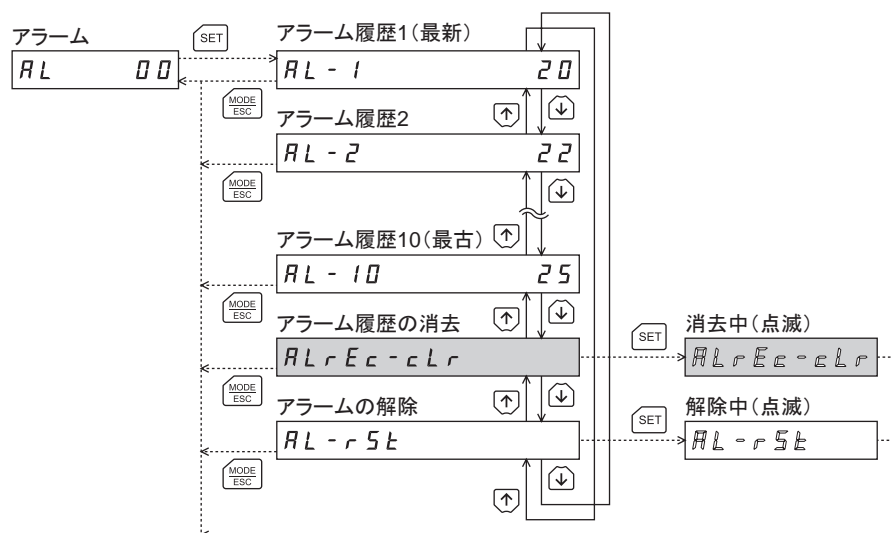 アラーム
SET
アラーム履歴1（最新）
AL 00
AL-1 20
MODE
ESC
↑
↓
アラーム履歴2
AL-2 22
MODE
ESC
↓
アラーム履歴10（最古）
↑
AL-10 25
MODE
ESC
↑
↓
アラーム履歴の消去
SET
消去中（点滅）
ALrEc-cLr
ALrEc-cLr
MODE
ESC
↑
↓
アラームの解除
SET
解除中（点滅）
AL-rSt
AL-rSt
MODE
ESC
↑
↓